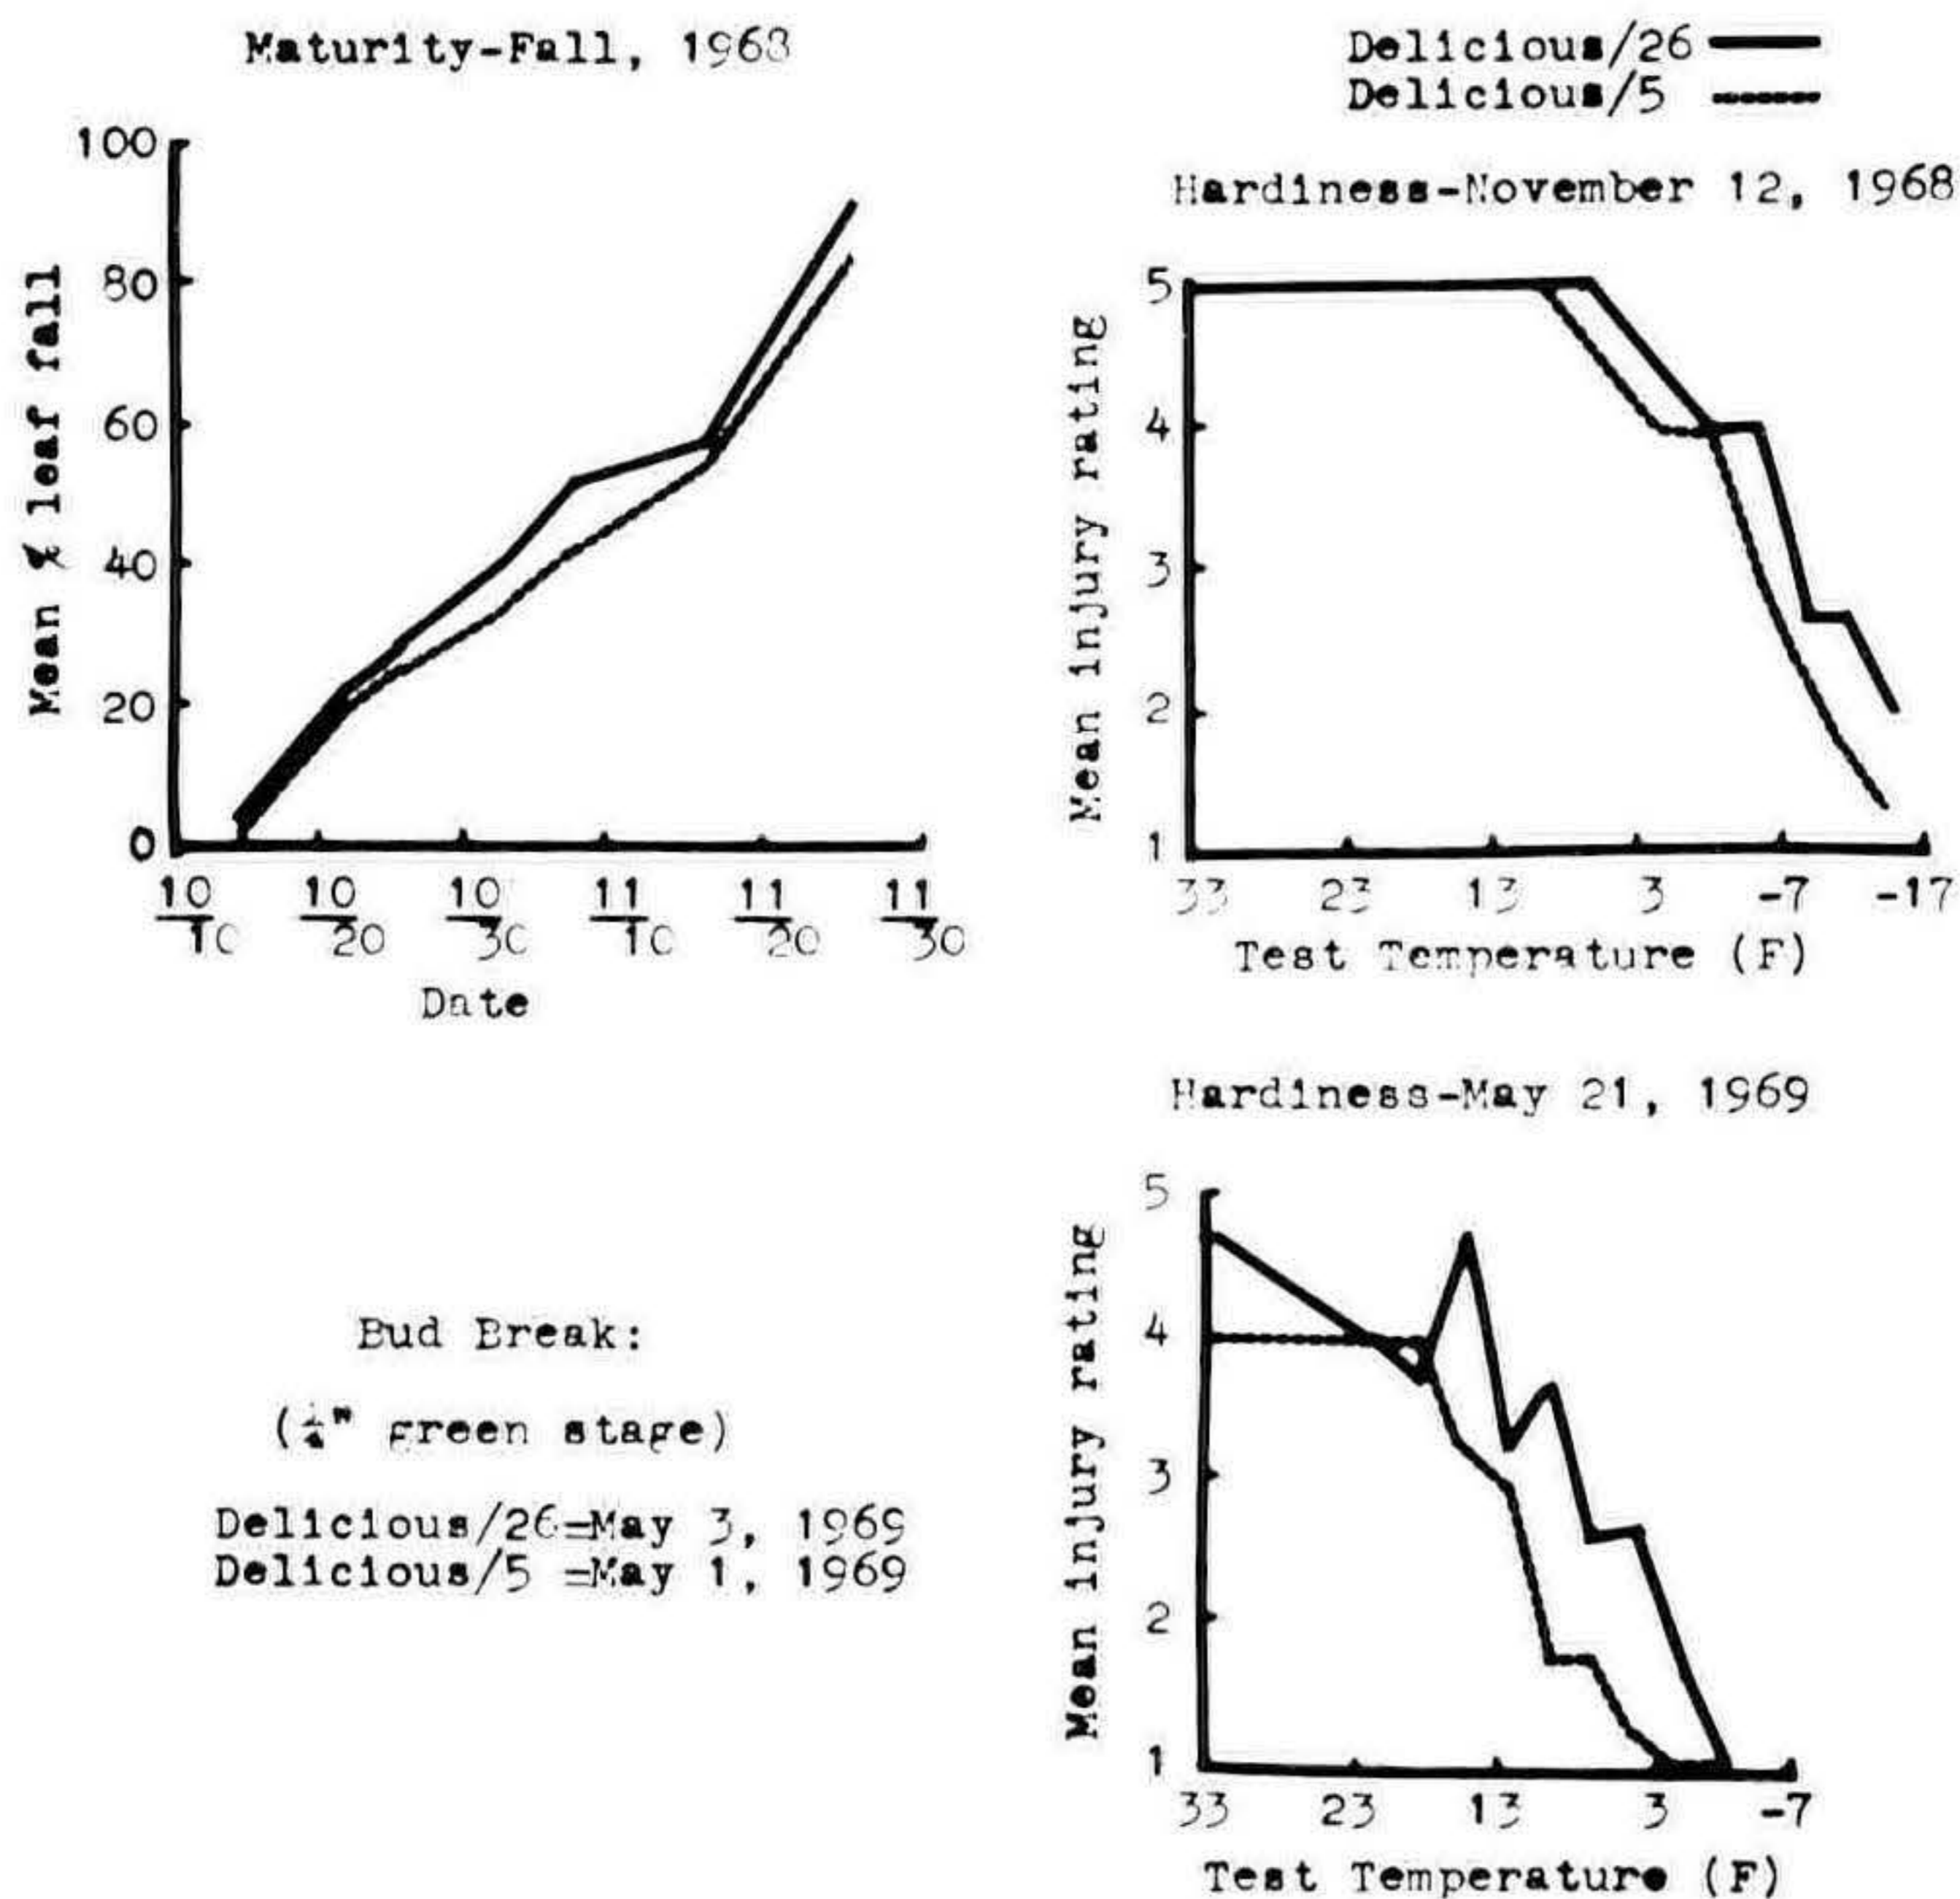 Maturity-Fall, 1968
100
80
60
40
20
0
Mean % leaf fall
10/10 10/20 10/30 11/10 11/20 11/30
Date
Delicious/26
Delicious/5
Hardiness-November 12, 1968
5
4
3
2
1
Mean injury rating
33 23 13 3 -7 -17
Test Temperature (F)
Hardiness-May 21, 1969
5
4
3
2
1
Mean injury rating
33 23 13 3 -7
Test Temperature (F)
Bud Break:
(¼" green stage)
Delicious/26=May 3, 1969
Delicious/5 =May 1, 1969